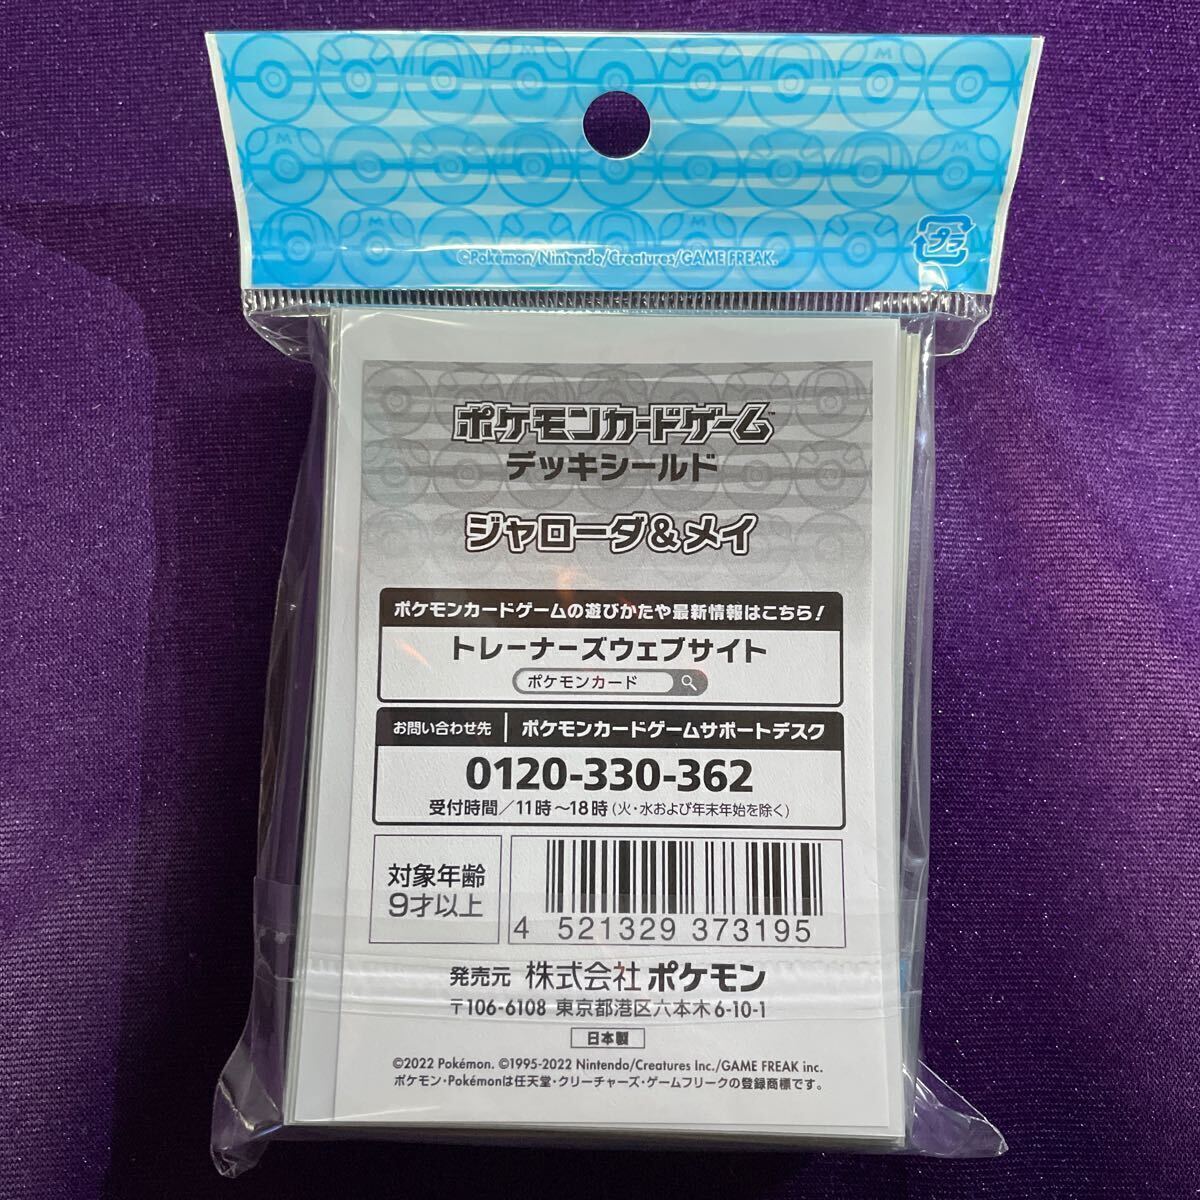 ©Pokémon/Nintendo/Creatures/GAME FREAK.
プラ
ポケモンカードゲーム™
デッキシールド
ジャローダ&メイ
ポケモンカードゲームの遊びかたや最新情報はこちら!
トレーナーズウェブサイト
ポケモンカード
お問い合わせ先 ポケモンカードゲームサポートデスク
0120-330-362
受付時間/11時~18時(火・水および年末年始を除く)
対象年齢
9才以上
4 521329 373195
発売元 株式会社 ポケモン
〒106-6108 東京都港区六本木6-10-1
日本製
©2022 Pokémon. ©1995-2022 Nintendo/Creatures Inc./GAME FREAK inc.
ポケモン・Pokémonは任天堂・クリーチャーズ・ゲームフリークの登録商標です。